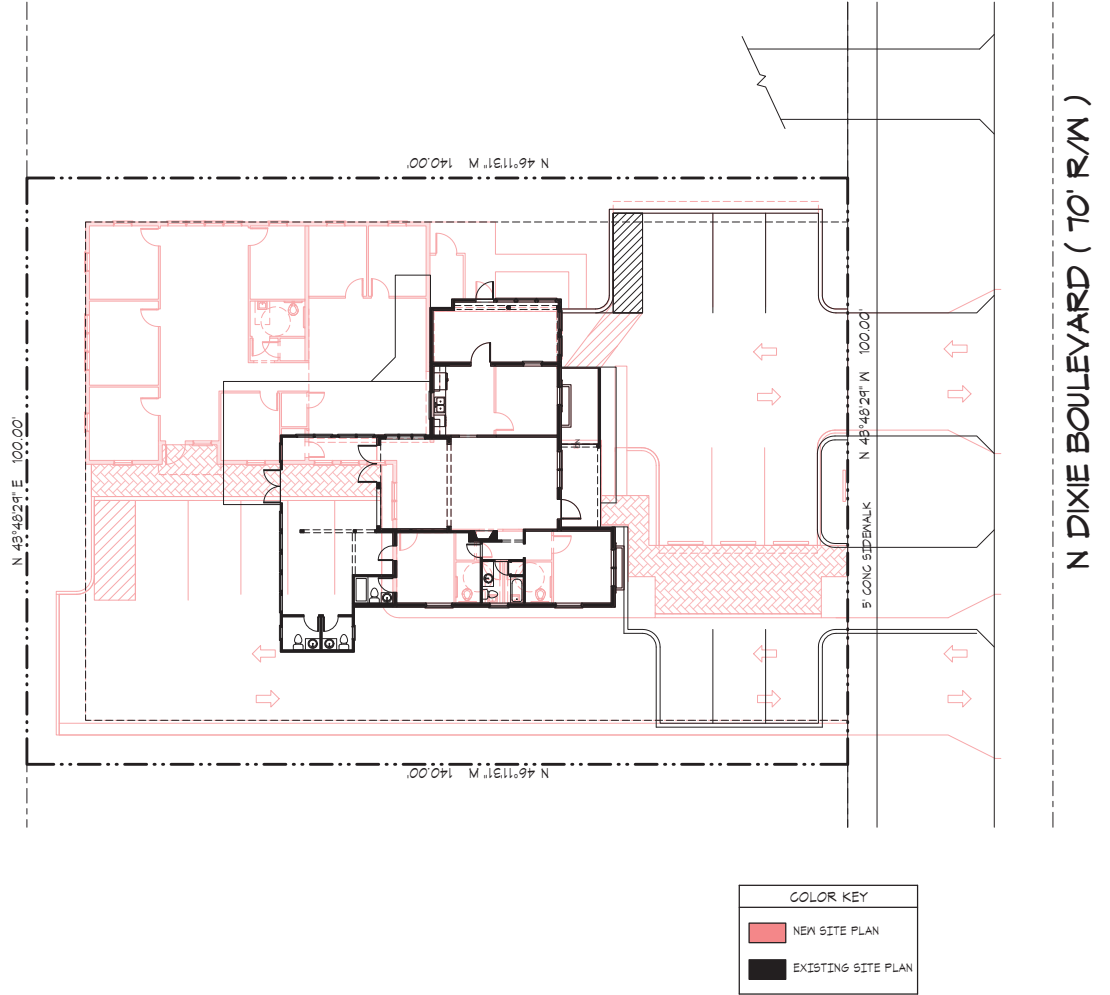 N 46°11'31" W 140.00'
N 43°48'29" E 100.00'
N 43°48'29" W 100.00'
5' CONC SIDEWALK
N DIXIE BOULEVARD ( 70' R/W )
N 46°11'31" W 140.00'
COLOR KEY
NEW SITE PLAN
EXISTING SITE PLAN